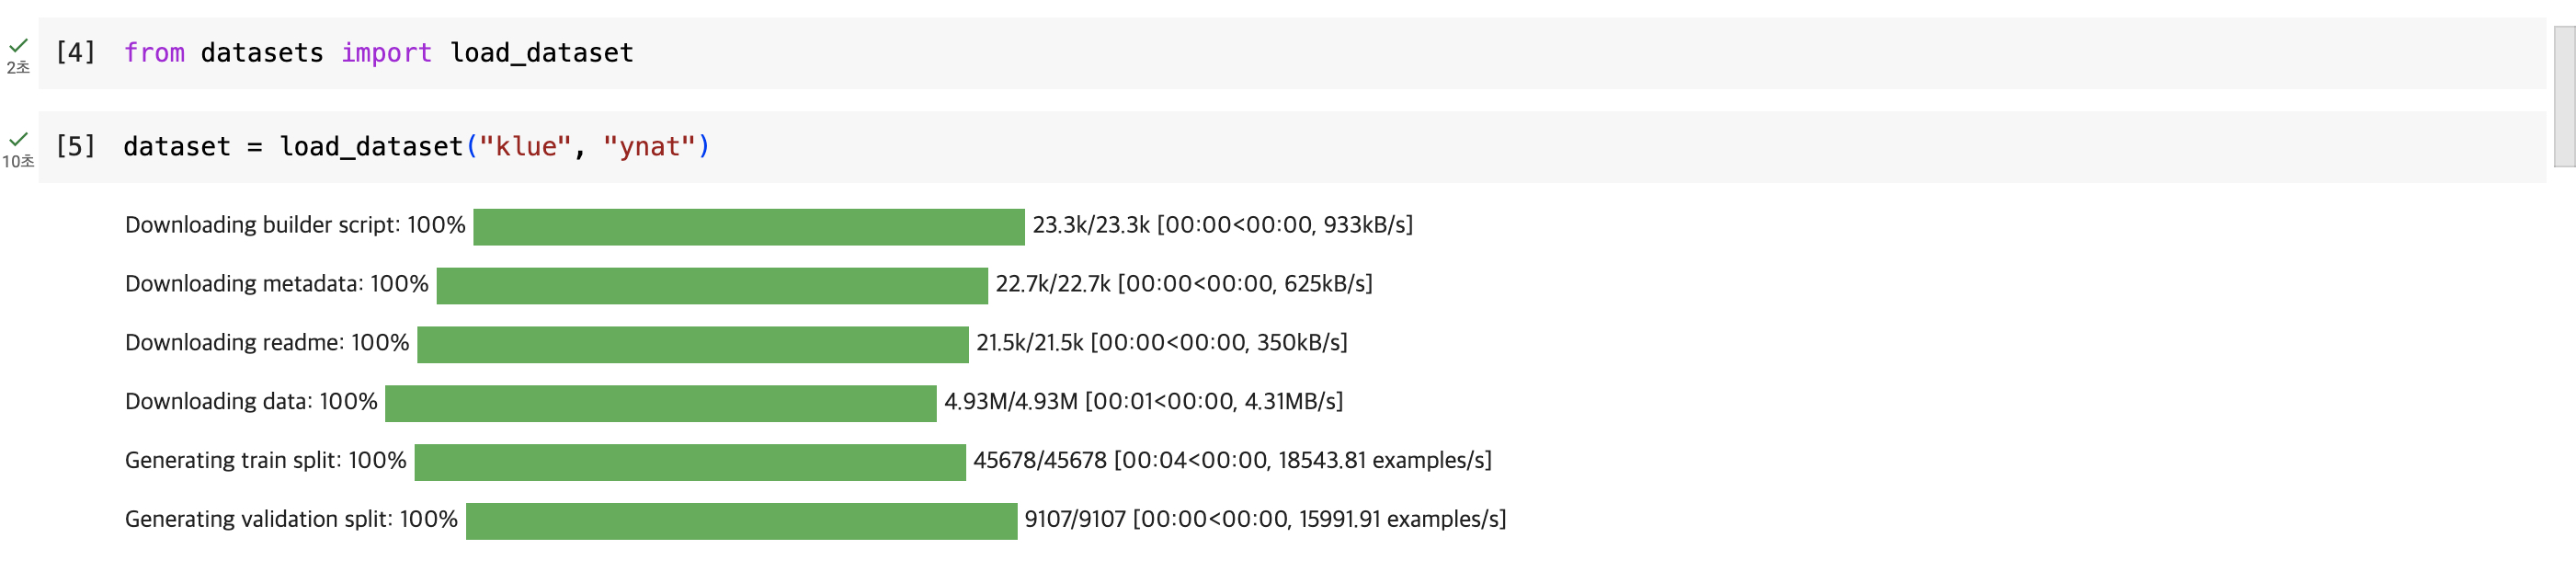 [4] from datasets import load_dataset
2초
[5] dataset = load_dataset("klue", "ynat")
10초
Downloading builder script: 100% 23.3k/23.3k [00:00<00:00, 933kB/s]
Downloading metadata: 100% 22.7k/22.7k [00:00<00:00, 625kB/s]
Downloading readme: 100% 21.5k/21.5k [00:00<00:00, 350kB/s]
Downloading data: 100% 4.93M/4.93M [00:01<00:00, 4.31MB/s]
Generating train split: 100% 45678/45678 [00:04<00:00, 18543.81 examples/s]
Generating validation split: 100% 9107/9107 [00:00<00:00, 15991.91 examples/s]